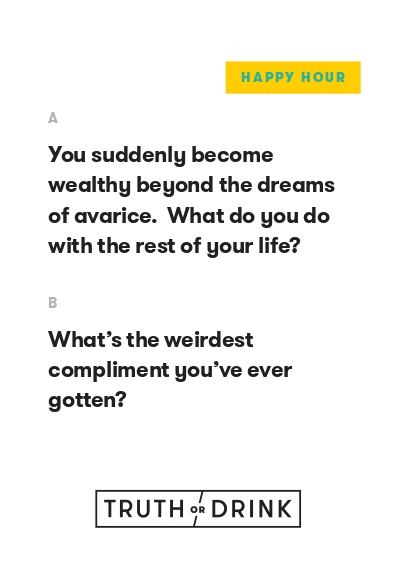 HAPPY HOUR
A
You suddenly become
wealthy beyond the dreams
of avarice.  What do you do
with the rest of your life?
B
What’s the weirdest
compliment you’ve ever
gotten?
TRUTH OR DRINK